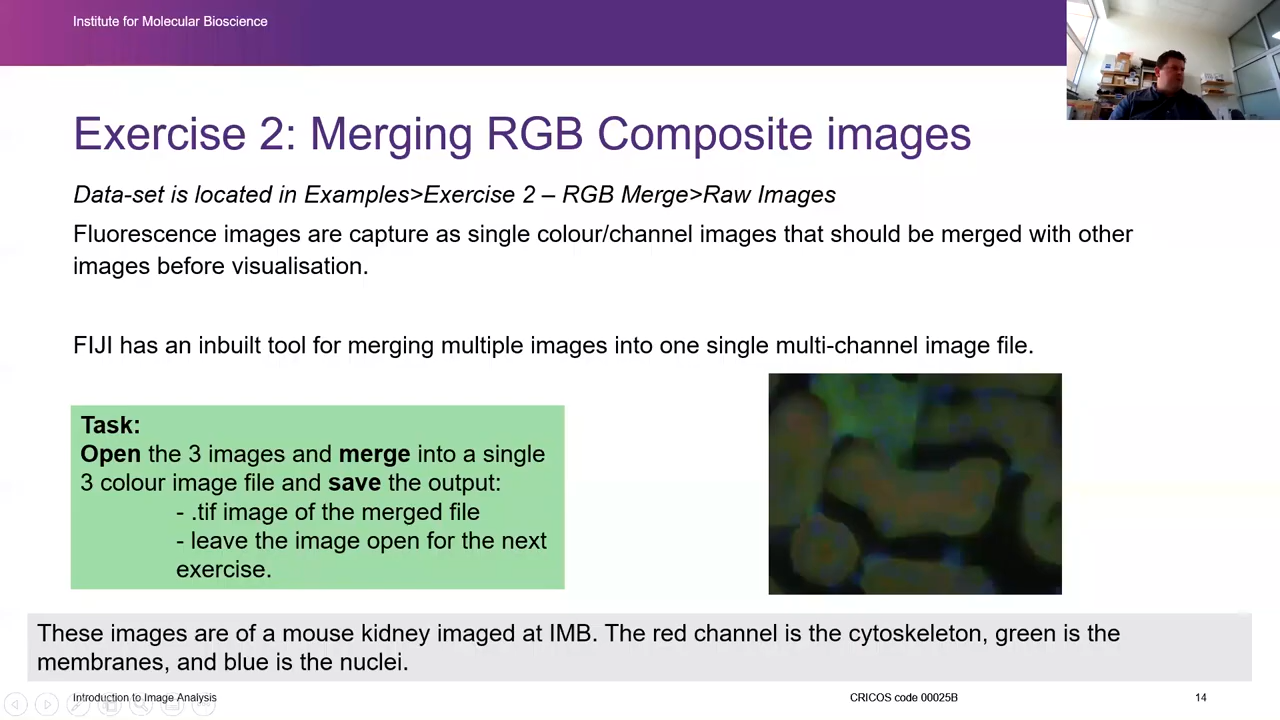 Institute for Molecular Bioscience
Exercise 2: Merging RGB Composite images
Data-set is located in Examples>Exercise 2 – RGB Merge>Raw Images
Fluorescence images are capture as single colour/channel images that should be merged with other
images before visualisation.
FIJI has an inbuilt tool for merging multiple images into one single multi-channel image file.
Task:
Open the 3 images and merge into a single
3 colour image file and save the output:
- .tif image of the merged file
- leave the image open for the next
exercise.
These images are of a mouse kidney imaged at IMB. The red channel is the cytoskeleton, green is the
membranes, and blue is the nuclei.
Introduction to Image Analysis
CRICOS code 00025B
14